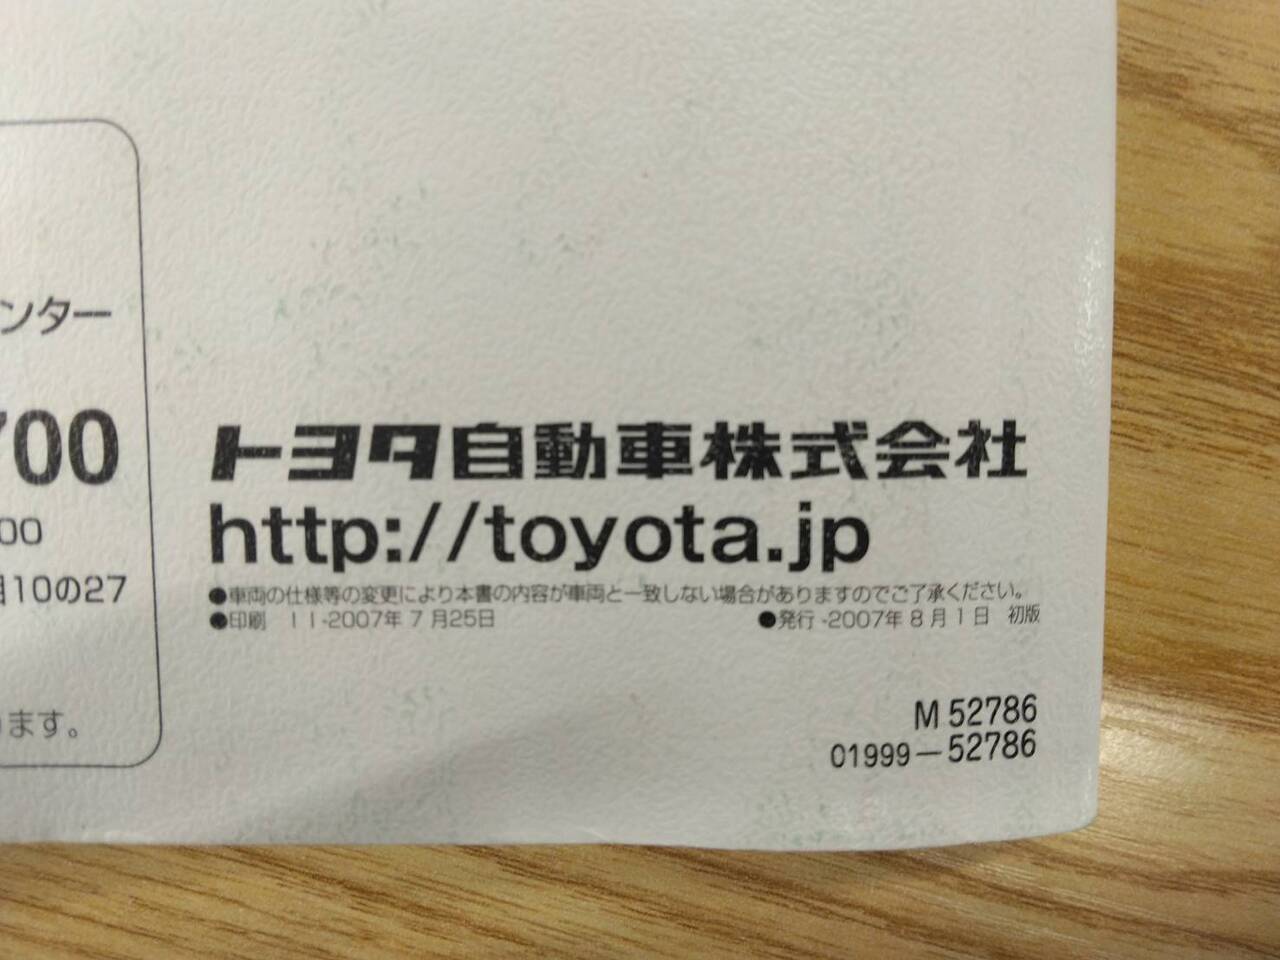 ンター
700
00
目10の27
ます。
トヨタ自動車株式会社
http://toyota.jp
●車両の仕様等の変更により本書の内容が車両と一致しない場合がありますのでご了承ください。
●印刷 11-2007年7月25日 ●発行-2007年8月1日 初版
M 52786
01999-52786